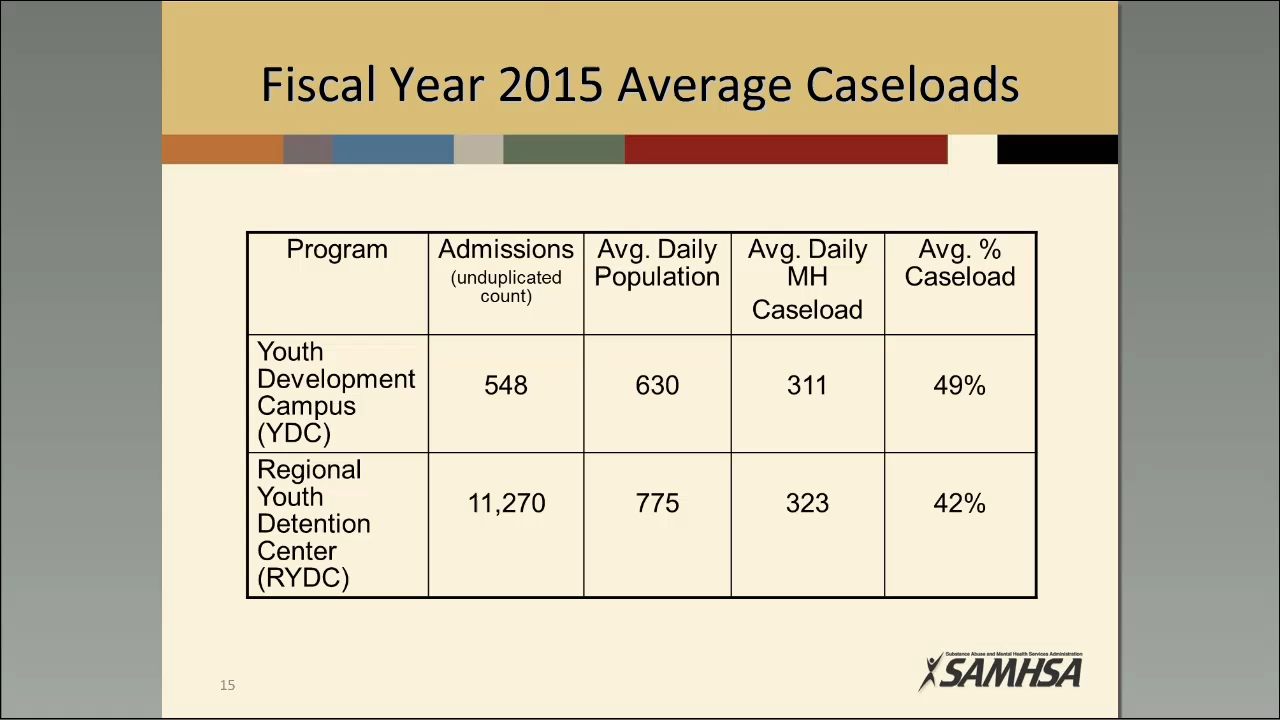 Fiscal Year 2015 Average Caseloads
Program
Admissions
(unduplicated
count)
Avg. Daily
Population
Avg. Daily
MH
Caseload
Avg. %
Caseload
Youth
Development
Campus
(YDC)
548
630
311
49%
Regional
Youth
Detention
Center
(RYDC)
11,270
775
323
42%
15
Substance Abuse and Mental Health Services Administration
SAMHSA